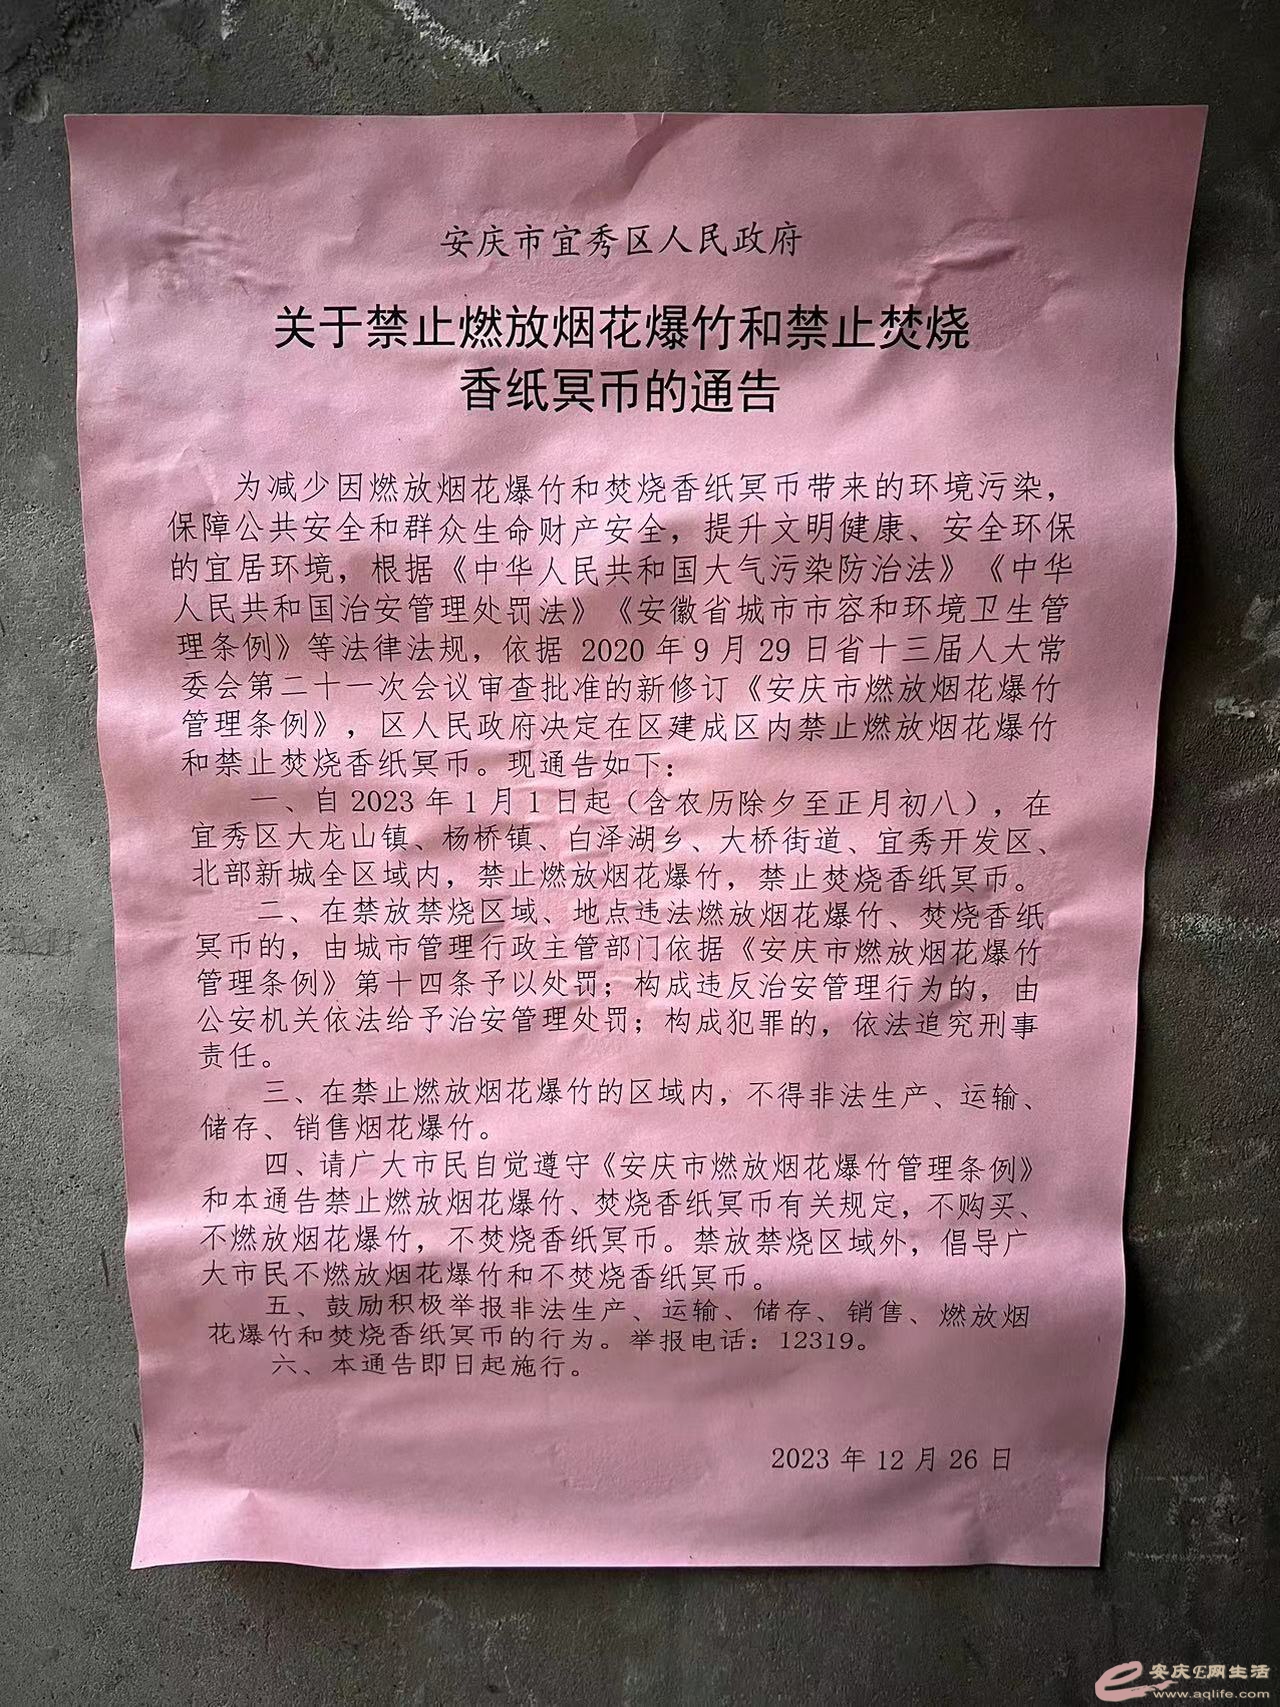 安庆市宜秀区人民政府
关于禁止燃放烟花爆竹和禁止焚烧
香纸冥币的通告
为减少因燃放烟花爆竹和焚烧香纸冥币带来的环境污染，
保障公共安全和群众生命财产安全，提升文明健康、安全环保
的宜居环境，根据《中华人民共和国大气污染防治法》《中华
人民共和国治安管理处罚法》《安徽省城市市容和环境卫生管
理条例》等法律法规，依据 2020 年 9 月 29 日省十三届人大常
委会第二十一次会议审查批准的新修订《安庆市燃放烟花爆竹
管理条例》，区人民政府决定在区建成区内禁止燃放烟花爆竹
和禁止焚烧香纸冥币。现通告如下：
一、自 2023 年 1 月 1 日起（含农历除夕至正月初八），在
宜秀区大龙山镇、杨桥镇、白泽湖乡、大桥街道、宜秀开发区、
北部新城全区域内，禁止燃放烟花爆竹，禁止焚烧香纸冥币。
二、在禁放禁烧区域、地点违法燃放烟花爆竹、焚烧香纸
冥币的，由城市管理行政主管部门依据《安庆市燃放烟花爆竹
管理条例》第十四条予以处罚；构成违反治安管理行为的，由
公安机关依法给予治安管理处罚；构成犯罪的，依法追究刑事
责任。
三、在禁止燃放烟花爆竹的区域内，不得非法生产、运输、
储存、销售烟花爆竹。
四、请广大市民自觉遵守《安庆市燃放烟花爆竹管理条例》
和本通告禁止燃放烟花爆竹、焚烧香纸冥币有关规定，不购买、
不燃放烟花爆竹，不焚烧香纸冥币。禁放禁烧区域外，倡导广
大市民不燃放烟花爆竹和不焚烧香纸冥币。
五、鼓励积极举报非法生产、运输、储存、销售、燃放烟
花爆竹和焚烧香纸冥币的行为。举报电话：12319。
六、本通告即日起施行。
2023 年 12 月 26 日
安庆E网生活
www.aqlife.com